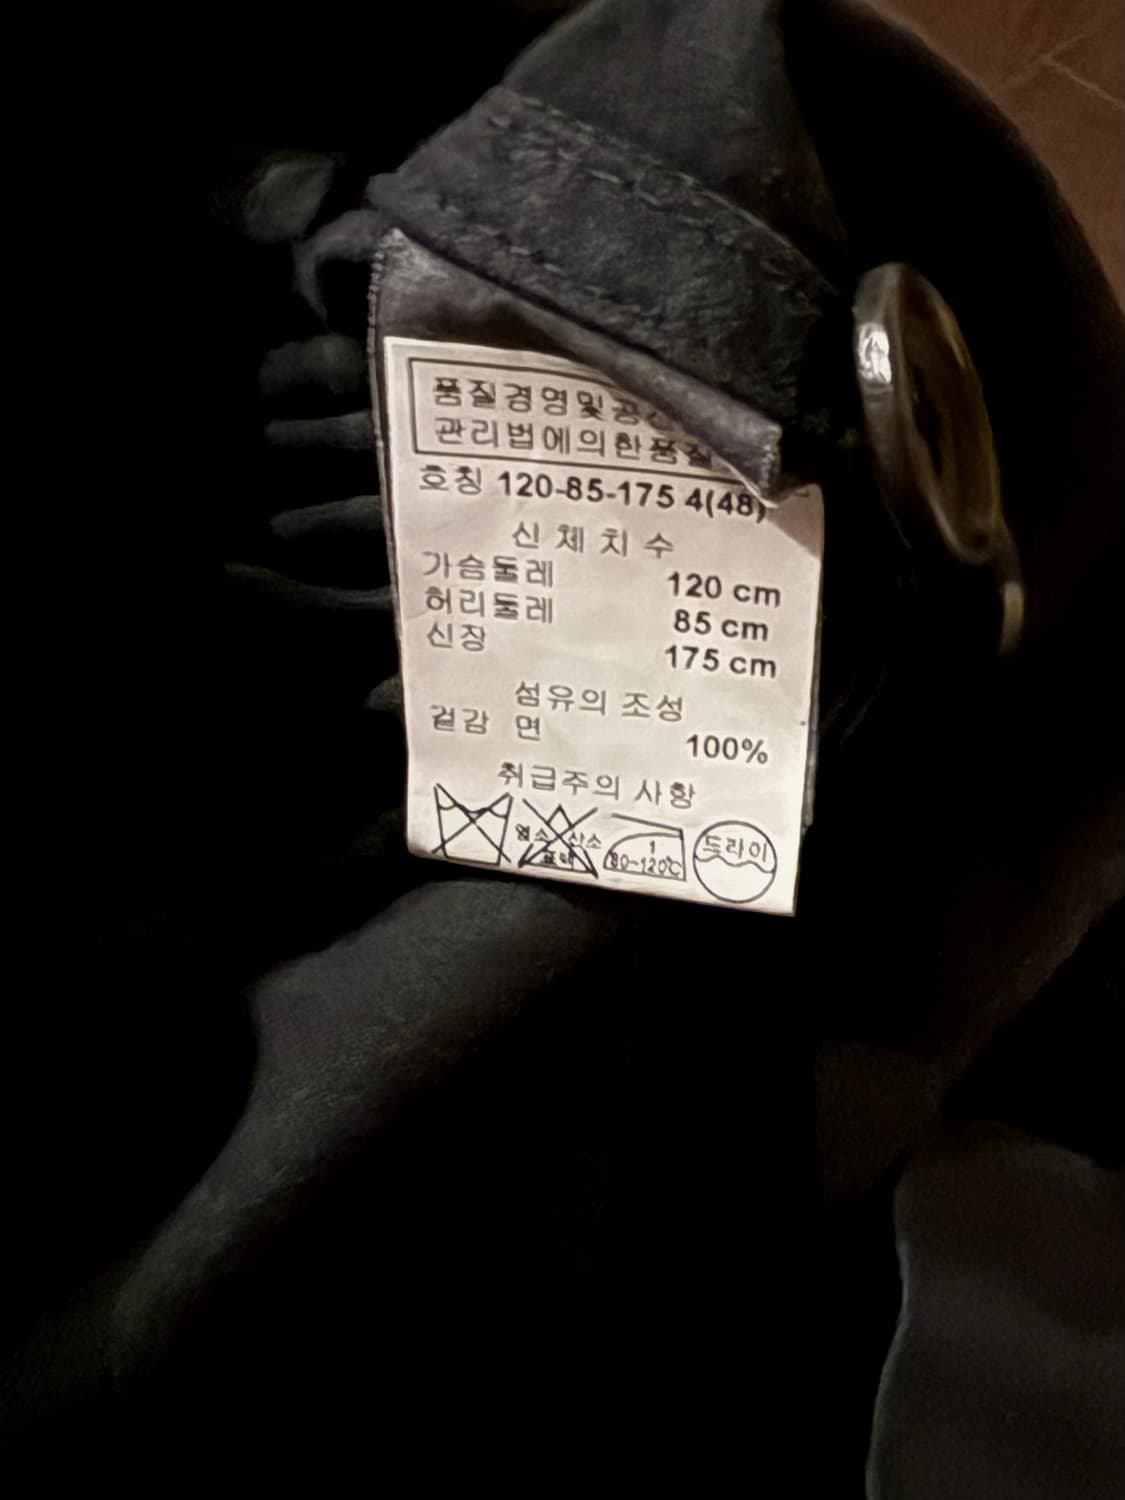 품질경영및공산
관리법에의한품질
호칭 120-85-175 4(48)
신 체 치 수
가슴둘레 120 cm
허리둘레 85 cm
신장 175 cm
섬유의 조성
겉감 면 100%
취급주의 사항
염소 산소
표백
1
80~120℃
드라이